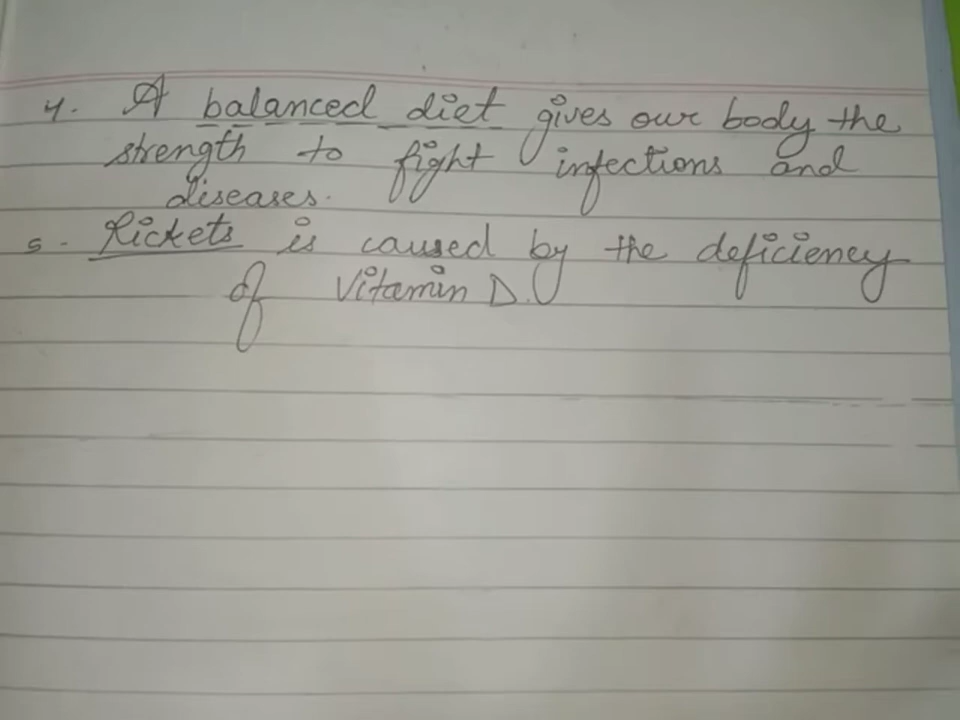 4. A balanced diet gives our body the
strength to fight infections and
diseases.
5. Rickets is caused by the deficiency
of Vitamin D.